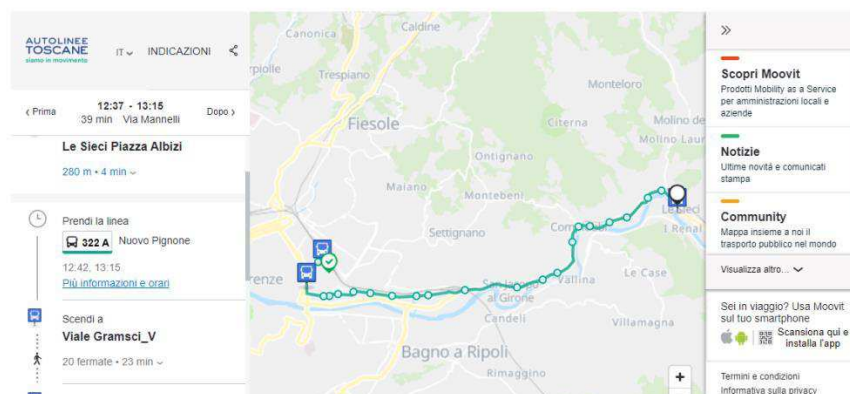 AUTOLINEE
TOSCANE
siamo in movimento
IT
INDICAZIONI
Prima
12:37 - 13:15
39 min Via Mannelli
Dopo
Le Sieci Piazza Albizi
280 m • 4 min
Prendi la linea
322 A Nuovo Pignone
12.42, 13.15
Più informazioni e orari
Scendi a
Viale Gramsci_V
20 fermate • 23 min
Canonica
Caldine
Trespiano
Monteloro
Fiesole
Citerna
Molino de
Molino Laur
Ontignano
Maiano
Montebeni
Settignano
Le Sieci
I Renai
renze
al Girone
Vallina
Le Case
Candeli
Villamagna
Bagno a Ripoli
Rimaggino
+
»
Scopri Moovit
Prodotti Mobility as a Service
per amministrazioni locali e
aziende
Notizie
Ultime novità e comunicati
stampa
Community
Mappa insieme a noi il
trasporto pubblico nel mondo
Visualizza altro...
Sei in viaggio? Usa Moovit
sul tuo smartphone
Scansiona qui e
installa l'app
Termini e condizioni
Informativa sulla privacy